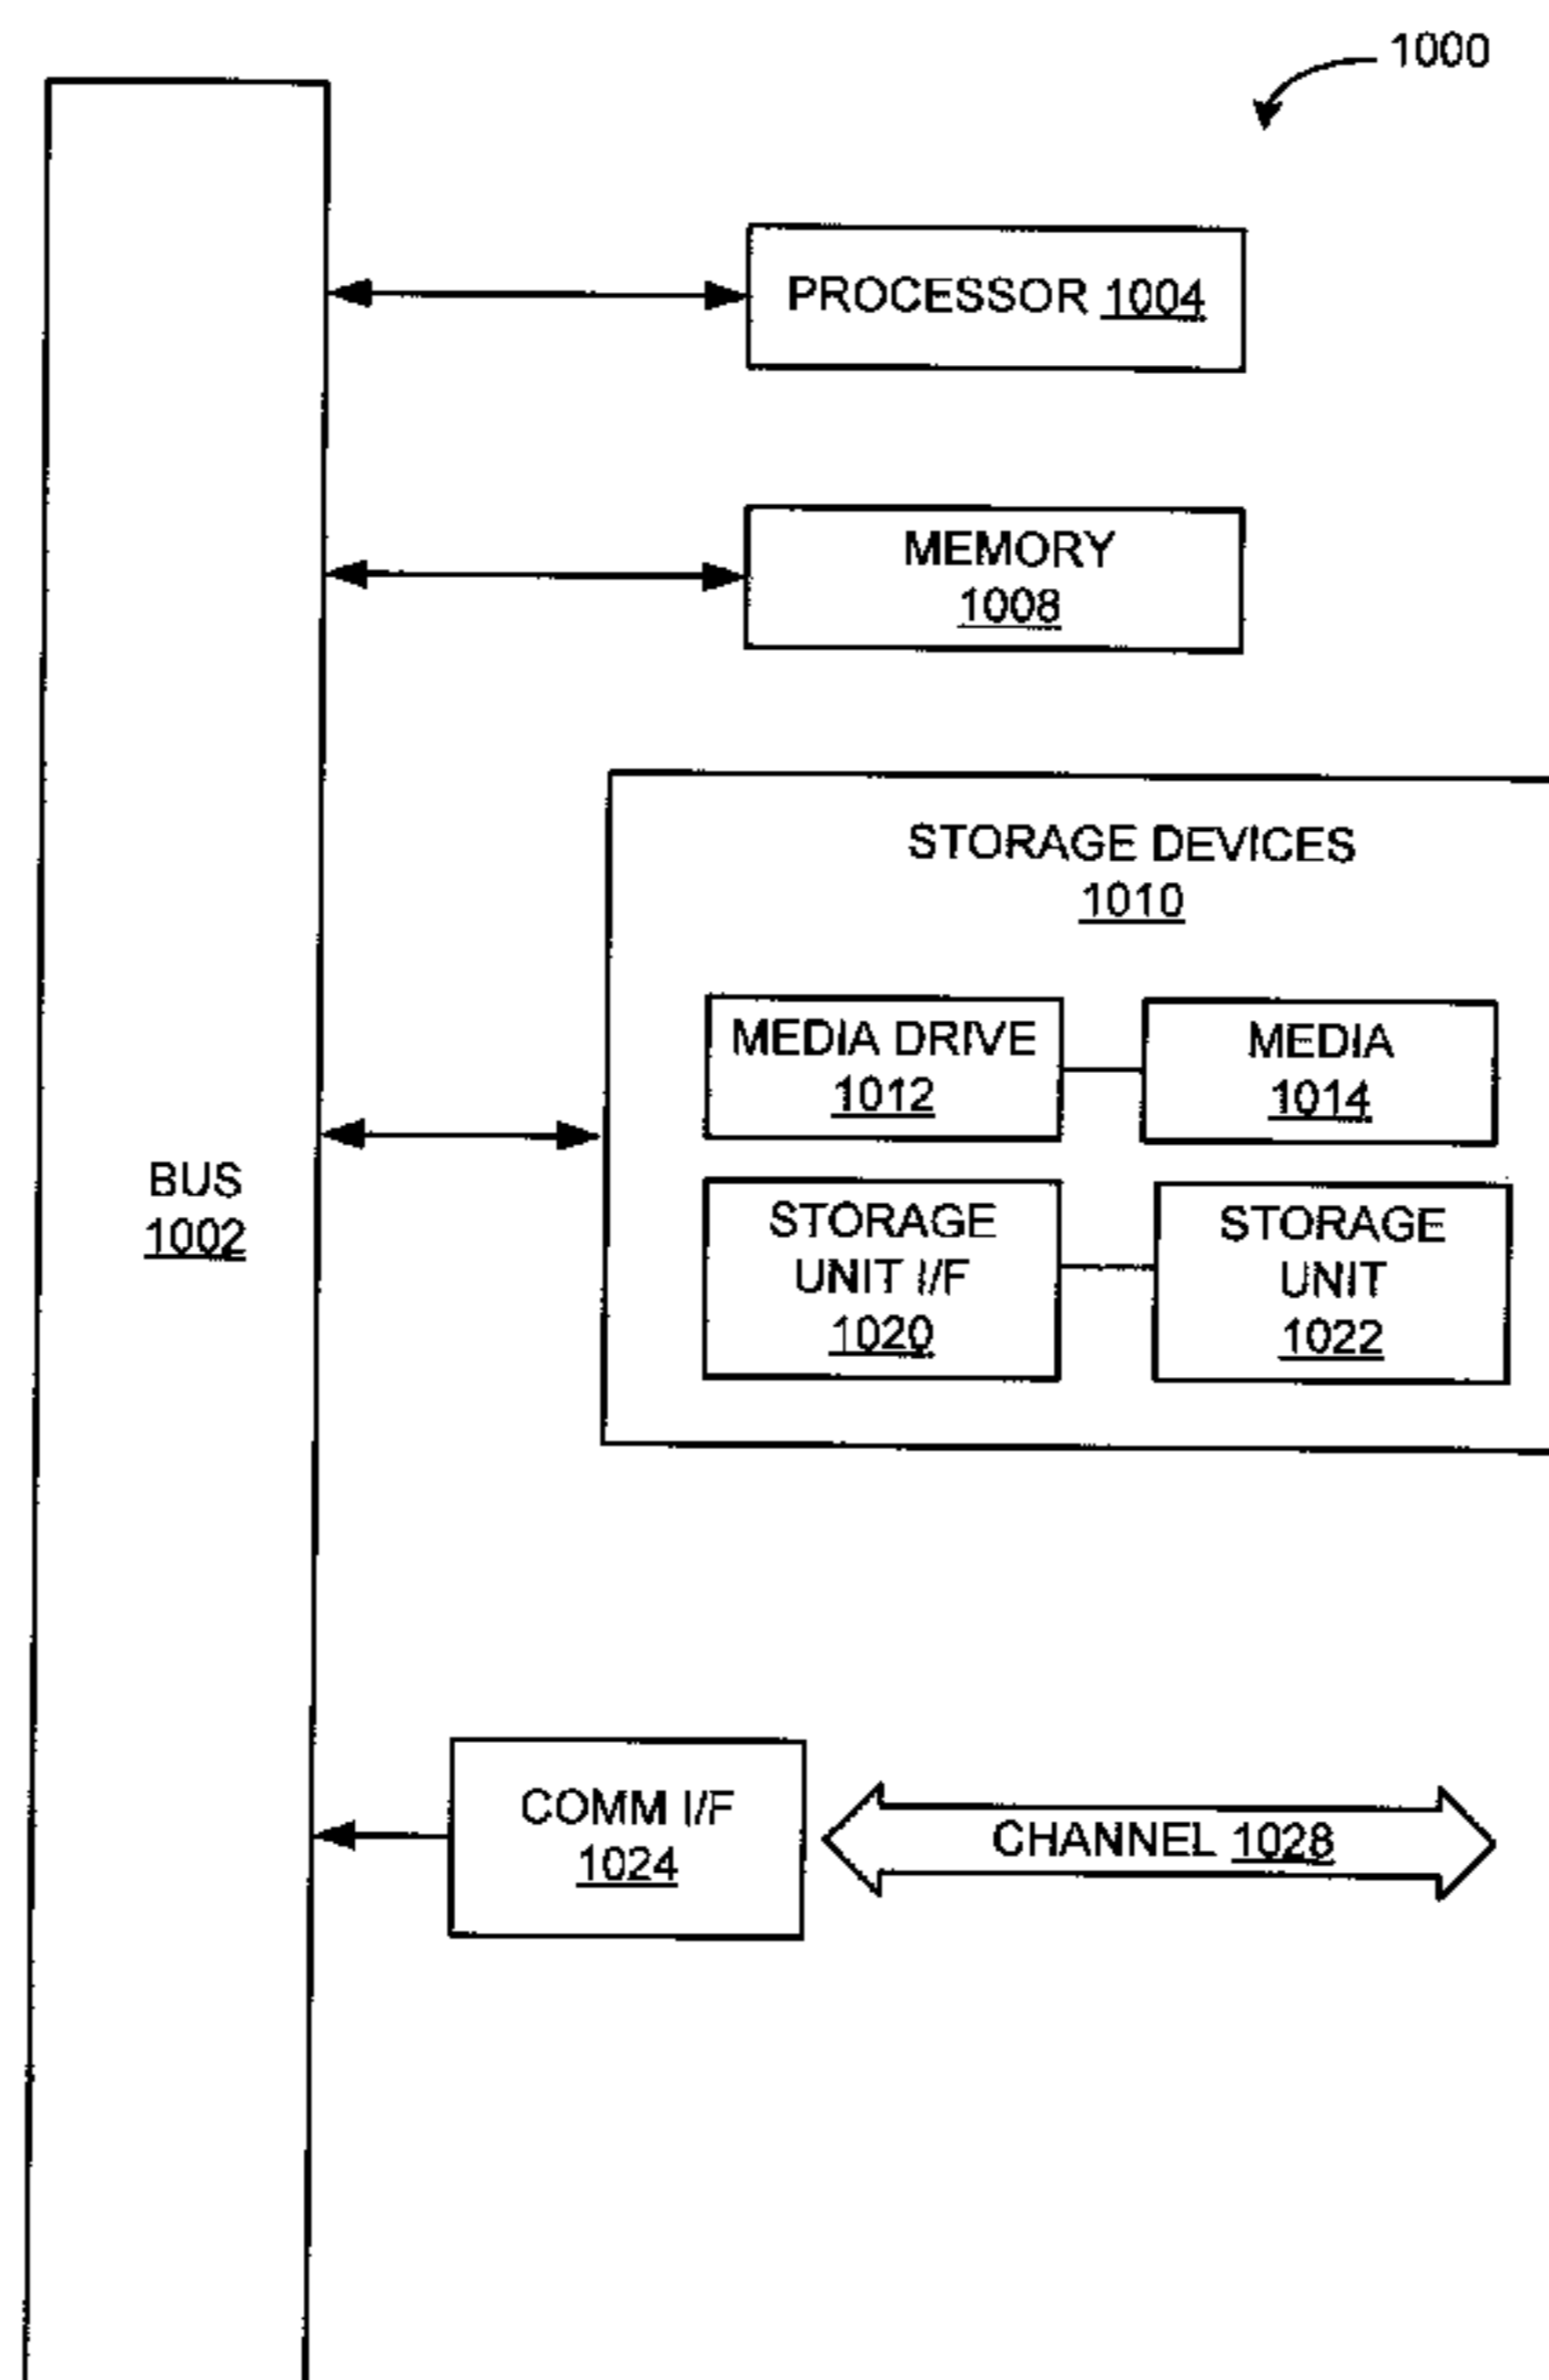 1000
PROCESSOR 1004
MEMORY
1008
STORAGE DEVICES
1010
MEDIA DRIVE
1012
MEDIA
1014
BUS
1002
STORAGE
UNIT I/F
1020
STORAGE
UNIT
1022
COMM I/F
1024
CHANNEL 1028